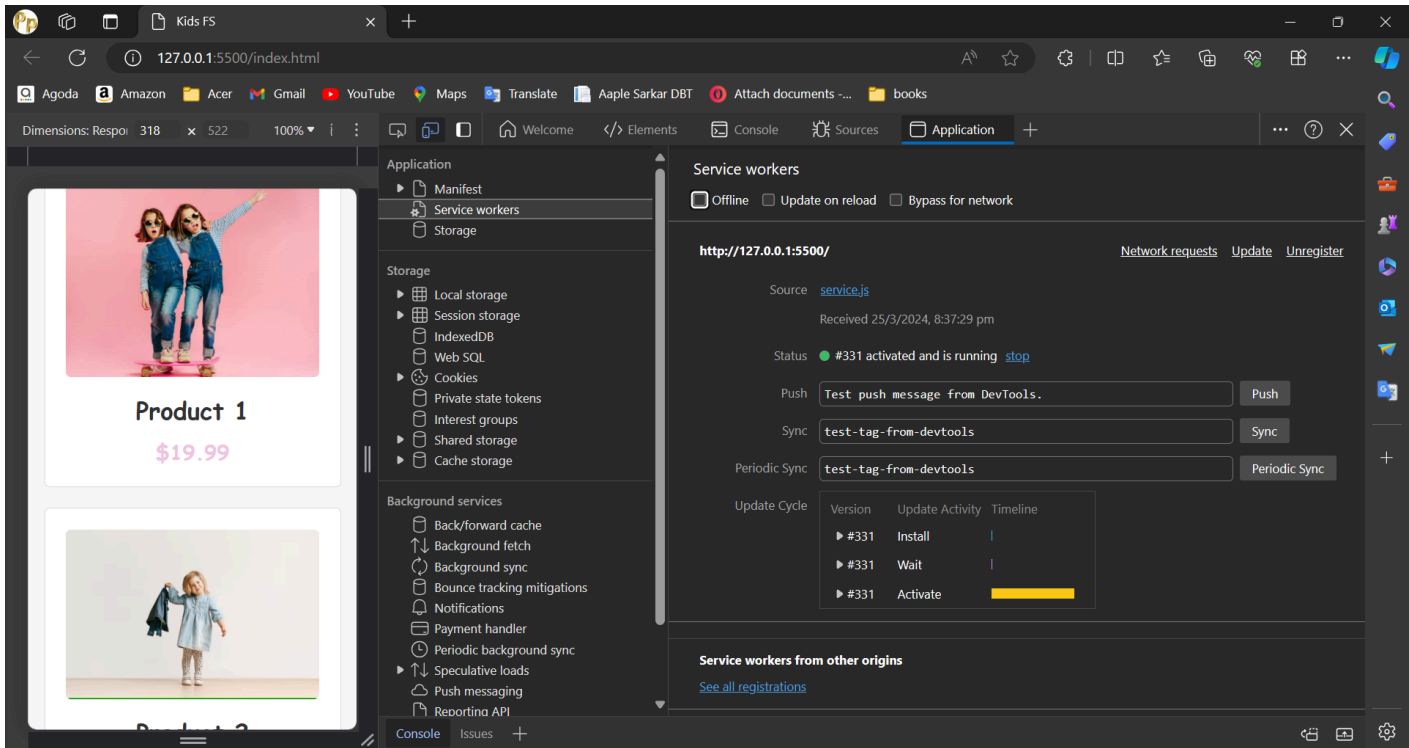 Pp
Kids FS
127.0.0.1:5500/index.html
Agoda
Amazon
Acer
Gmail
YouTube
Maps
Translate
Aaple Sarkar DBT
Attach documents -...
books
Dimensions: Respo 318 x 522 100%
Welcome
Elements
Console
Sources
Application
Application
Manifest
Service workers
Storage
Storage
Local storage
Session storage
IndexedDB
Web SQL
Cookies
Private state tokens
Interest groups
Shared storage
Cache storage
Background services
Back/forward cache
Background fetch
Background sync
Bounce tracking mitigations
Notifications
Payment handler
Periodic background sync
Speculative loads
Push messaging
Reporting API
Product 1
$19.99
Product 2
Service workers
Offline Update on reload Bypass for network
http://127.0.0.1:5500/ Network requests Update Unregister
Source service.js
Received 25/3/2024, 8:37:29 pm
Status #331 activated and is running stop
Push Test push message from DevTools. Push
Sync test-tag-from-devtools Sync
Periodic Sync test-tag-from-devtools Periodic Sync
Update Cycle Version Update Activity Timeline
#331 Install
#331 Wait
#331 Activate
Service workers from other origins
See all registrations
Console Issues